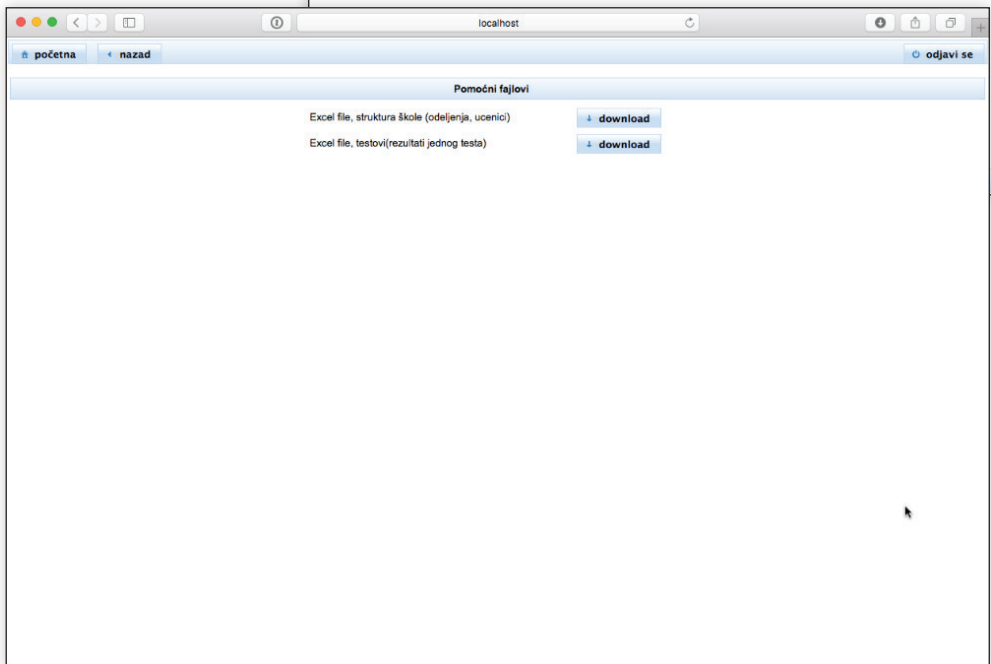 localhost
početna nazad odjavi se
Pomoćni fajlovi
Excel file, struktura škole (odeljenja, ucenici) download
Excel file, testovi(rezultati jednog testa) download